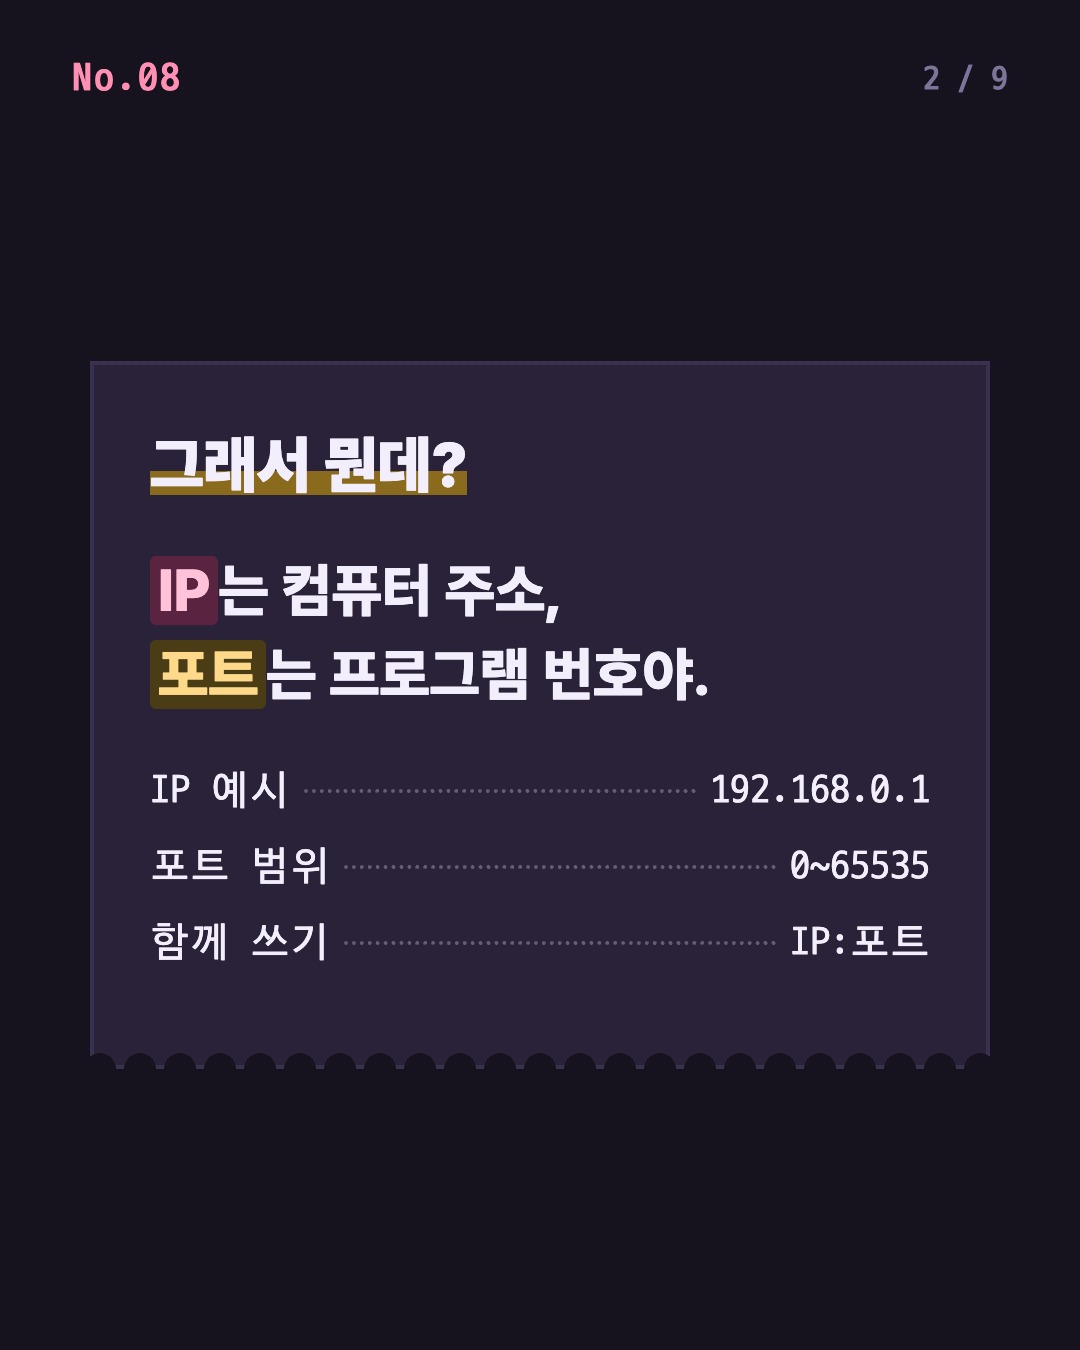 No.08
2 / 9
그래서 뭔데?
IP는 컴퓨터 주소,
포트는 프로그램 번호야.
IP 예시 192.168.0.1
포트 범위 0~65535
함께 쓰기 IP:포트